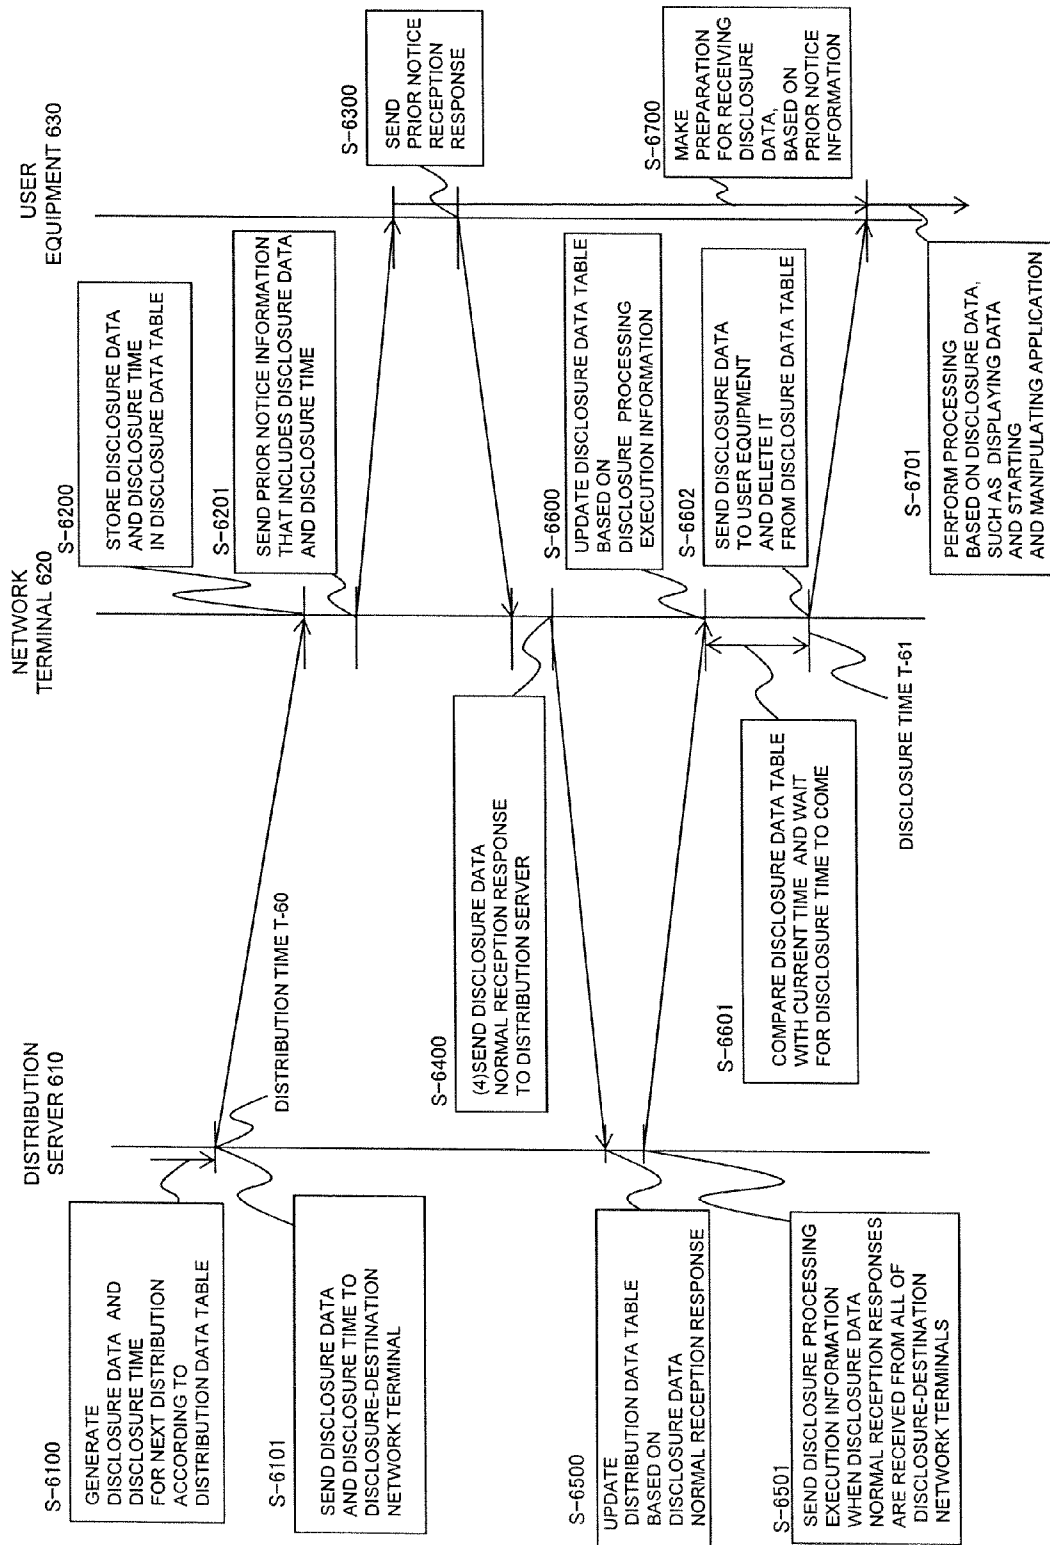 DISTRIBUTION
SERVER 610
NETWORK
TERMINAL 620
USER
EQUIPMENT 630
S-6100
GENERATE
DISCLOSURE DATA AND
DISCLOSURE TIME
FOR NEXT DISTRIBUTION
ACCORDING TO
DISTRIBUTION DATA TABLE
S-6101
SEND DISCLOSURE DATA
AND DISCLOSURE TIME TO
DISCLOSURE-DESTINATION
NETWORK TERMINAL
DISTRIBUTION TIME T-60
S-6200
STORE DISCLOSURE DATA
AND DISCLOSURE TIME
IN DISCLOSURE DATA TABLE
S-6201
SEND PRIOR NOTICE INFORMATION
THAT INCLUDES DISCLOSURE DATA
AND DISCLOSURE TIME
S-6300
SEND
PRIOR NOTICE
RECEPTION
RESPONSE
S-6400
(4)SEND DISCLOSURE DATA
NORMAL RECEPTION RESPONSE
TO DISTRIBUTION SERVER
S-6500
UPDATE
DISTRIBUTION DATA TABLE
BASED ON
DISCLOSURE DATA
NORMAL RECEPTION RESPONSE
S-6501
SEND DISCLOSURE PROCESSING
EXECUTION INFORMATION
WHEN DISCLOSURE DATA
NORMAL RECEPTION RESPONSES
ARE RECEIVED FROM ALL OF
DISCLOSURE-DESTINATION
NETWORK TERMINALS
S-6600
UPDATE DISCLOSURE DATA TABLE
BASED ON
DISCLOSURE PROCESSING
EXECUTION INFORMATION
S-6601
COMPARE DISCLOSURE DATA TABLE
WITH CURRENT TIME AND WAIT
FOR DISCLOSURE TIME TO COME
S-6602
SEND DISCLOSURE DATA
TO USER EQUIPMENT
AND DELETE IT
FROM DISCLOSURE DATA TABLE
DISCLOSURE TIME T-61
S-6700
MAKE
PREPARATION
FOR RECEIVING
DISCLOSURE
DATA,
BASED ON
PRIOR NOTICE
INFORMATION
S-6701
PERFORM PROCESSING
BASED ON DISCLOSURE DATA,
SUCH AS DISPLAYING DATA
AND STARTING
AND MANIPULATING APPLICATION